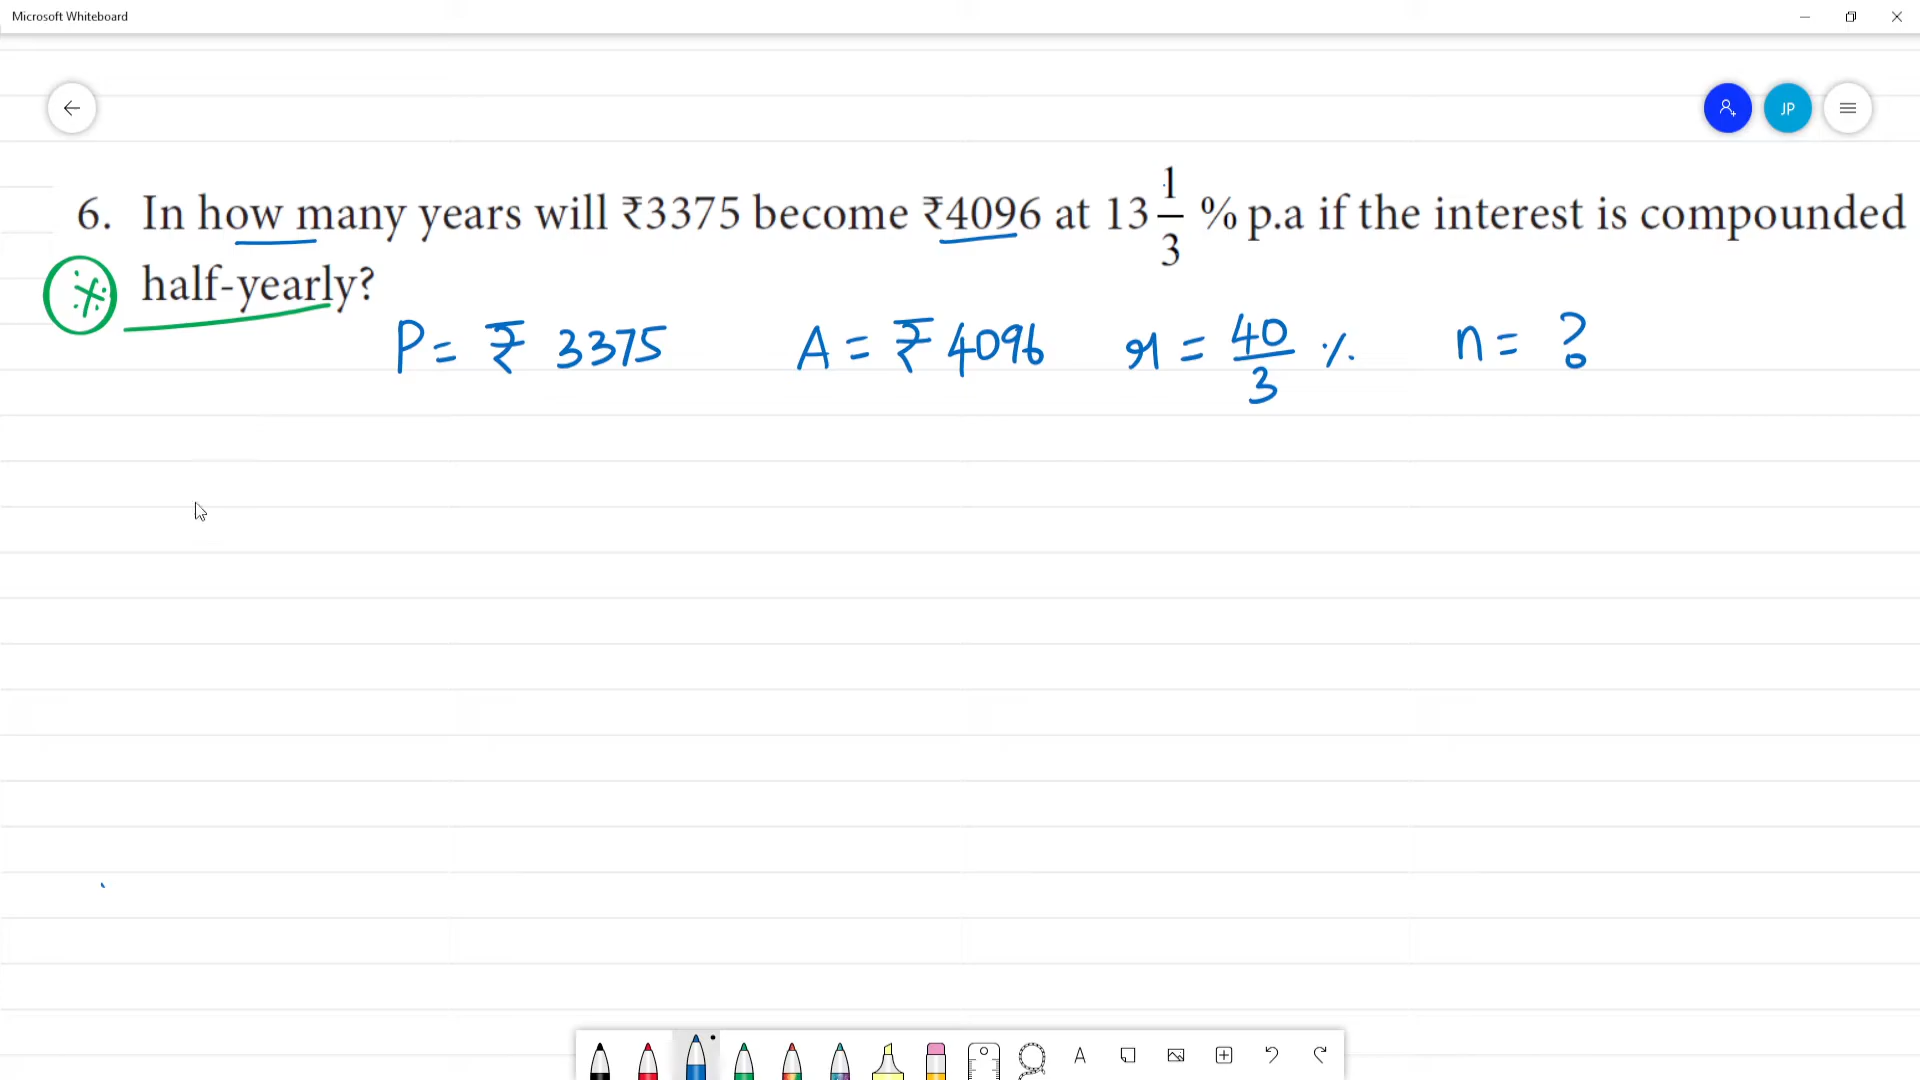 Microsoft Whiteboard
JP
6. In how many years will ₹3375 become ₹4096 at 13 1/3 % p.a if the interest is compounded
half-yearly?
P = ₹ 3375 A = ₹ 4096 r = 40/3 % n = ?
A